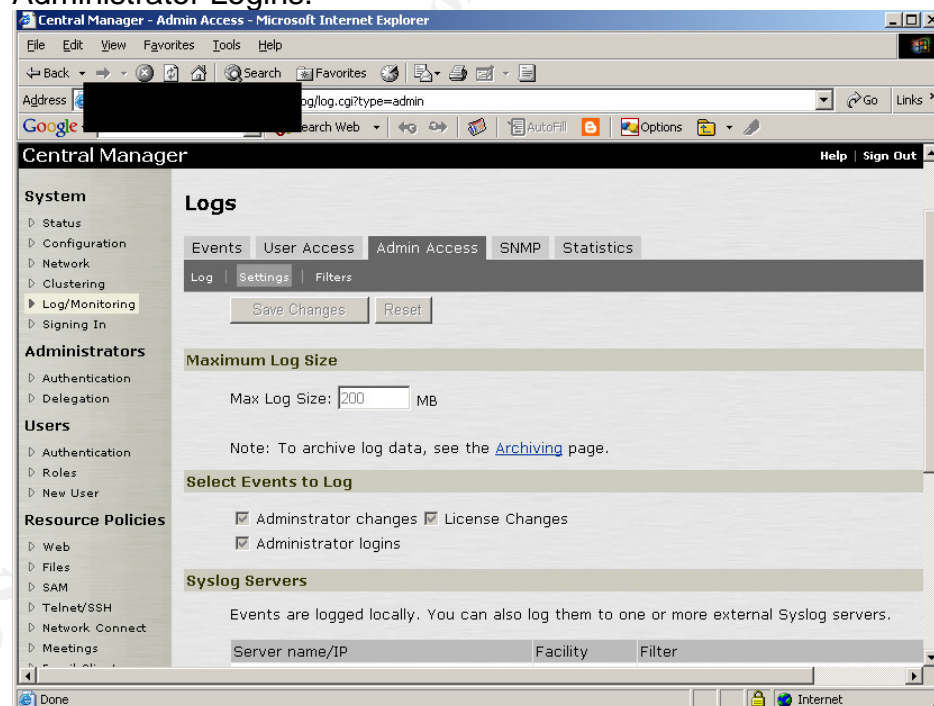 Administrator Logins.
Central Manager - Admin Access - Microsoft Internet Explorer
File Edit View Favorites Tools Help
Back Search Favorites
Address og/log.cgi?type=admin Go Links »
Google Search Web AutoFill Options
Central Manager Help | Sign Out
System
Status
Configuration
Network
Clustering
Log/Monitoring
Signing In
Administrators
Authentication
Delegation
Users
Authentication
Roles
New User
Resource Policies
Web
Files
SAM
Telnet/SSH
Network Connect
Meetings
Logs
Events User Access Admin Access SNMP Statistics
Log | Settings | Filters
Save Changes Reset
Maximum Log Size
Max Log Size: 200 MB
Note: To archive log data, see the Archiving page.
Select Events to Log
Adminstrator changes License Changes
Administrator logins
Syslog Servers
Events are logged locally. You can also log them to one or more external Syslog servers.
Server name/IP Facility Filter
Done Internet